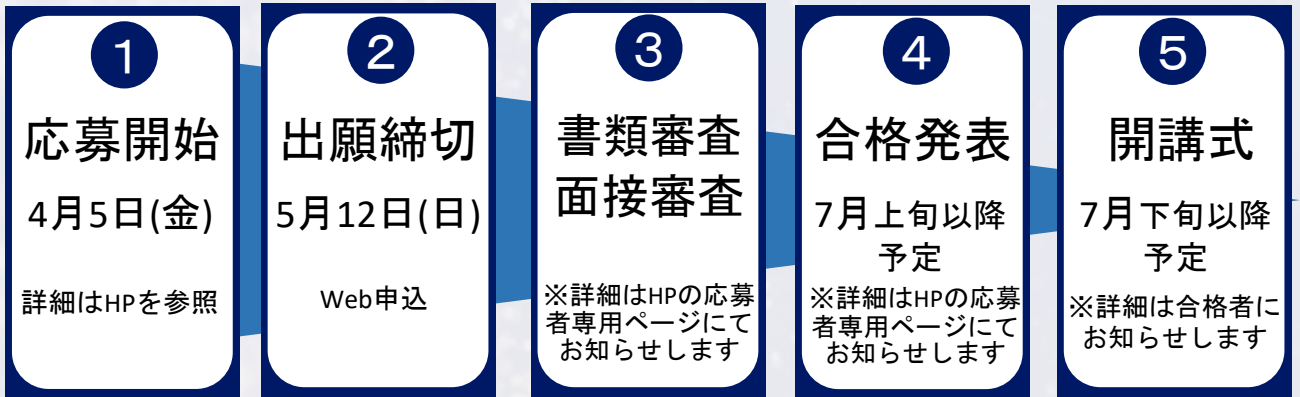 1
応募開始
4月5日(金)
詳細はHPを参照
2
出願締切
5月12日(日)
Web申込
3
書類審査
面接審査
※詳細はHPの応募
者専用ページにて
お知らせします
4
合格発表
7月上旬以降
予定
※詳細はHPの応募
者専用ページにて
お知らせします
5
開講式
7月下旬以降
予定
※詳細は合格者に
お知らせします